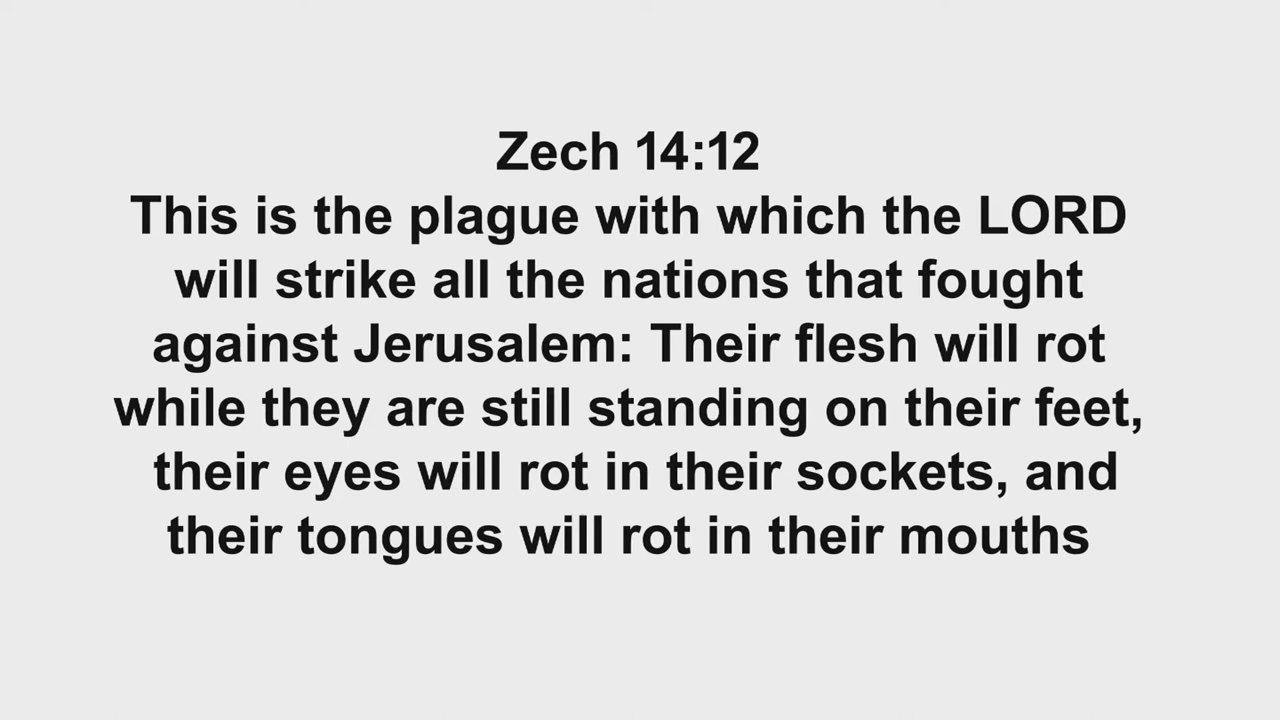 Zech 14:12
This is the plague with which the LORD
will strike all the nations that fought
against Jerusalem: Their flesh will rot
while they are still standing on their feet,
their eyes will rot in their sockets, and
their tongues will rot in their mouths